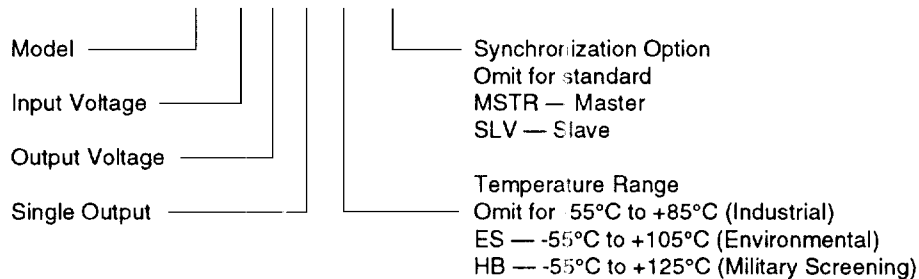 Model
Input Voltage
Output Voltage
Single Output
Synchronization Option
Omit for standard
MSTR — Master
SLV — Slave
Temperature Range
Omit for 55°C to +85°C (Industrial)
ES — -55°C to +105°C (Environmental)
HB — -55°C to +125°C (Military Screening)